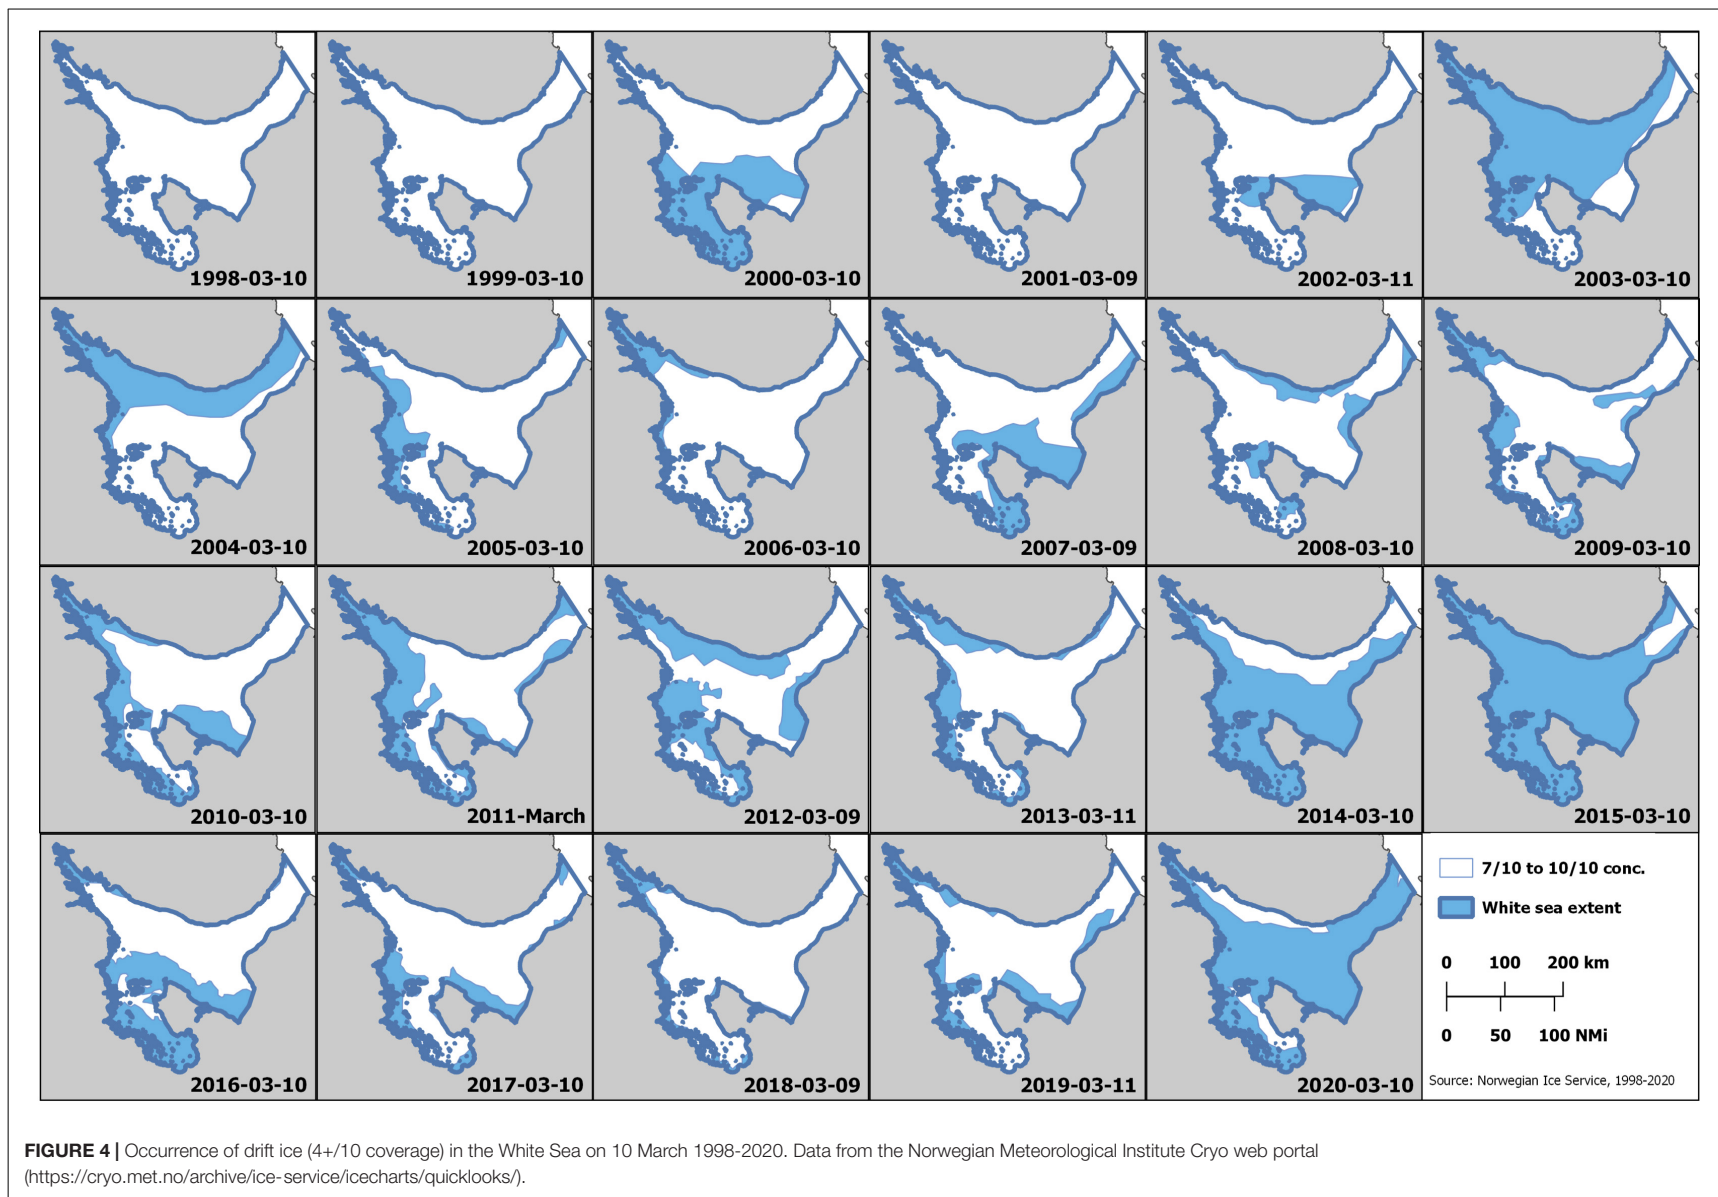 1998-03-10
1999-03-10
2000-03-10
2001-03-09
2002-03-11
2003-03-10
2004-03-10
2005-03-10
2006-03-10
2007-03-09
2008-03-10
2009-03-10
2010-03-10
2011-March
2012-03-09
2013-03-11
2014-03-10
2015-03-10
2016-03-10
2017-03-10
2018-03-09
2019-03-11
2020-03-10
7/10 to 10/10 conc.
White sea extent
0 100 200 km
0 50 100 NMi
Source: Norwegian Ice Service, 1998-2020
FIGURE 4 | Occurrence of drift ice (4+/10 coverage) in the White Sea on 10 March 1998-2020. Data from the Norwegian Meteorological Institute Cryo web portal
(https://cryo.met.no/archive/ice-service/icecharts/quicklooks/).